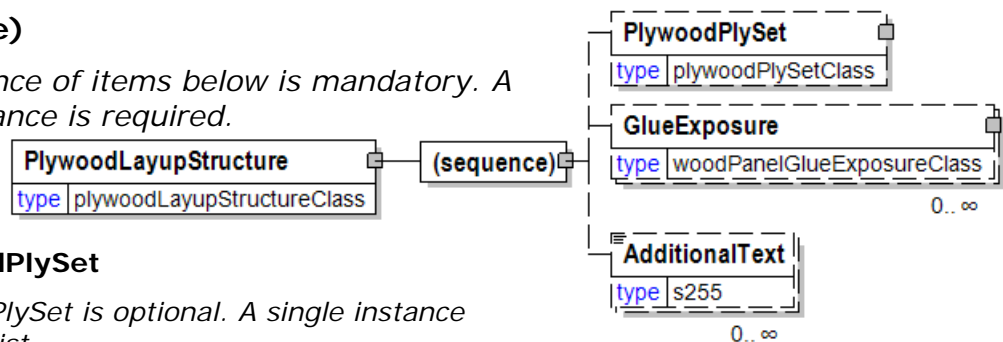 e)
nce of items below is mandatory. A
ance is required.
PlywoodLayupStructure
type plywoodLayupStructureClass
(sequence)
PlywoodPlySet
type plywoodPlySetClass
GlueExposure
type woodPanelGlueExposureClass
0.. ∞
AdditionalText
type s255
0.. ∞
PlySet
PlySet is optional. A single instance